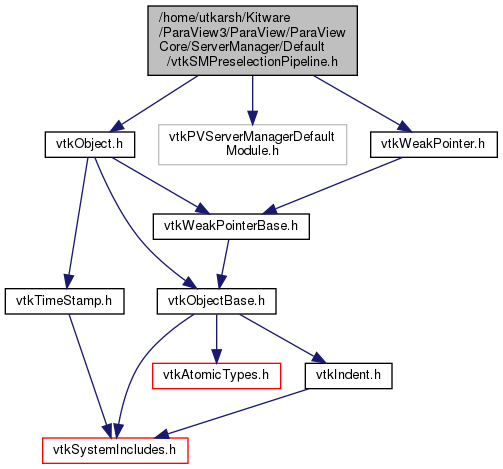 /home/utkarsh/Kitware
/ParaView3/ParaView/ParaView
Core/ServerManager/Default
/vtkSMPreselectionPipeline.h
vtkObject.h
vtkPVServerManagerDefault
Module.h
vtkWeakPointer.h
vtkWeakPointerBase.h
vtkTimeStamp.h
vtkObjectBase.h
vtkAtomicTypes.h
vtkIndent.h
vtkSystemIncludes.h